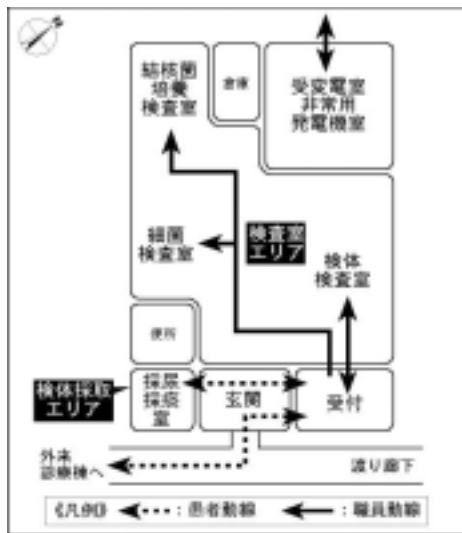 結核菌
培養
検査室
倉庫
受変電室
非常用
発電機室
細菌
検査室
検査室
エリア
検体
検査室
便所
検体採取
エリア
採尿
採痰
室
玄関
受付
外来
診療棟へ
渡り廊下
《凡例》 : 患者動線 : 職員動線